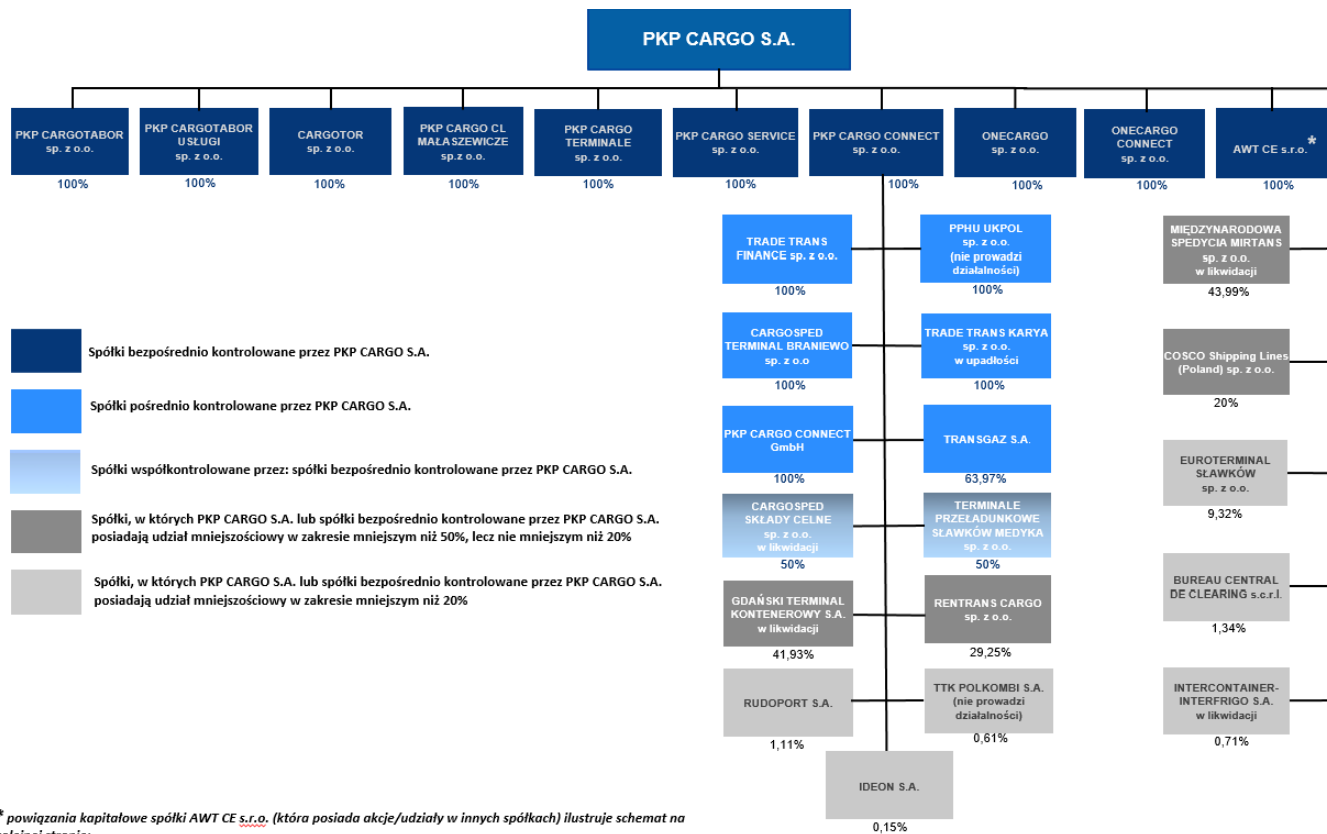 PKP CARGO S.A.
PKP CARGOTABOR
sp. z o.o.
100%
PKP CARGOTABOR
USŁUGI
sp. z o.o.
100%
CARGOTOR
sp. z o.o.
100%
PKP CARGO CL
MAŁASZEWICZE
sp.z o.o.
100%
PKP CARGO
TERMINALE
sp. z o.o.
100%
PKP CARGO SERVICE
sp. z o.o.
100%
PKP CARGO CONNECT
sp. z o.o.
100%
ONECARGO
sp. z o.o.
100%
ONECARGO
CONNECT
sp. z o.o.
100%
AWT CE s.r.o.*
100%
TRADE TRANS
FINANCE sp. z o.o.
100%
PPHU UKPOL
sp. z o.o.
(nie prowadzi
działalności)
100%
MIĘDZYNARODOWA
SPEDYCJA MIRTANS
sp. z o.o.
w likwidacji
43,99%
CARGOSPED
TERMINAL BRANIEWO
sp. z o.o
100%
TRADE TRANS KARYA
sp. z o.o.
w upadłości
100%
COSCO Shipping Lines
(Poland) sp. z o.o.
20%
PKP CARGO CONNECT
GmbH
100%
TRANSGAZ S.A.
63,97%
EUROTERMINAL
SŁAWKÓW
sp. z o.o.
9,32%
CARGOSPED
SKŁADY CELNE
sp. z o.o.
w likwidacji
50%
TERMINALE
PRZEŁADUNKOWE
SŁAWKÓW MEDYKA
sp. z o.o.
50%
BUREAU CENTRAL
DE CLEARING s.c.r.l.
1,34%
GDAŃSKI TERMINAL
KONTENEROWY S.A.
w likwidacji
41,93%
RENTRANS CARGO
sp. z o.o.
29,25%
INTERCONTAINER-
INTERFRIGO S.A.
w likwidacji
0,71%
RUDOPORT S.A.
1,11%
TTK POLKOMBI S.A.
(nie prowadzi
działalności)
0,61%
IDEON S.A.
0,15%
Spółki bezpośrednio kontrolowane przez PKP CARGO S.A.
Spółki pośrednio kontrolowane przez PKP CARGO S.A.
Spółki współkontrolowane przez: spółki bezpośrednio kontrolowane przez PKP CARGO S.A.
Spółki, w których PKP CARGO S.A. lub spółki bezpośrednio kontrolowane przez PKP CARGO S.A.
posiadają udział mniejszościowy w zakresie mniejszym niż 50%, lecz nie mniejszym niż 20%
Spółki, w których PKP CARGO S.A. lub spółki bezpośrednio kontrolowane przez PKP CARGO S.A.
posiadają udział mniejszościowy w zakresie mniejszym niż 20%
* powiązania kapitałowe spółki AWT CE s.r.o. (która posiada akcje/udziały w innych spółkach) ilustruje schemat na